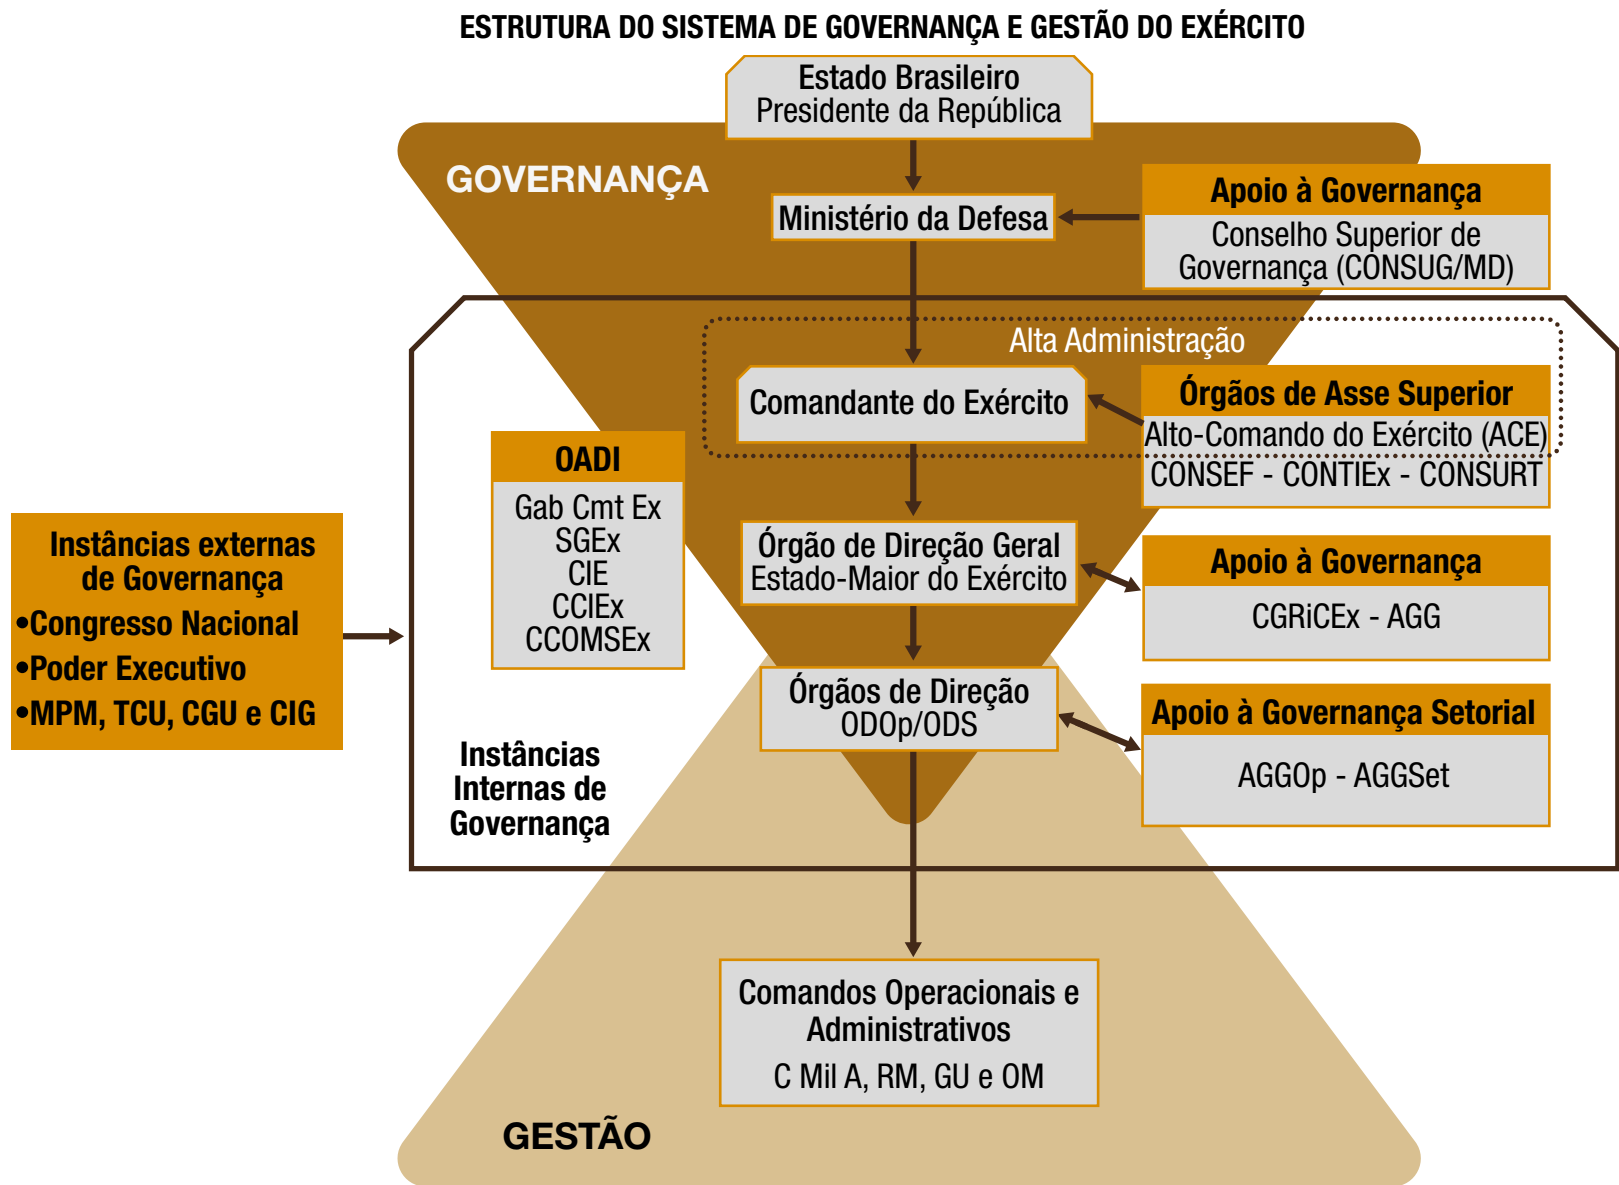 ESTRUTURA DO SISTEMA DE GOVERNANÇA E GESTÃO DO EXÉRCITO
Estado Brasileiro
Presidente da República
GOVERNANÇA
Ministério da Defesa
Apoio à Governança
Conselho Superior de
Governança (CONSUG/MD)
Alta Administração
Comandante do Exército
Órgãos de Asse Superior
Alto-Comando do Exército (ACE)
CONSEF - CONTIEx - CONSURT
OADI
Gab Cmt Ex
SGEx
CIE
CCIEx
CCOMSEx
Instâncias externas
de Governança
•Congresso Nacional
•Poder Executivo
•MPM, TCU, CGU e CIG
Órgão de Direção Geral
Estado-Maior do Exército
Apoio à Governança
CGRiCEx - AGG
Órgãos de Direção
ODOp/ODS
Apoio à Governança Setorial
AGGOp - AGGSet
Instâncias
Internas de
Governança
Comandos Operacionais e
Administrativos
C Mil A, RM, GU e OM
GESTÃO